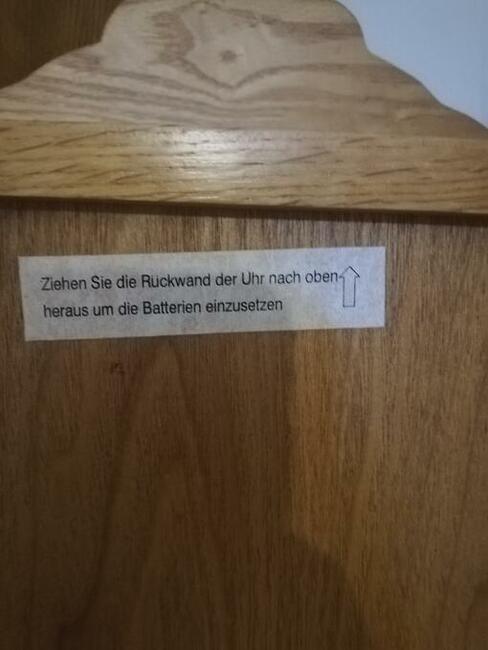 Ziehen Sie die Rückwand der Uhr nach oben
heraus um die Batterien einzusetzen